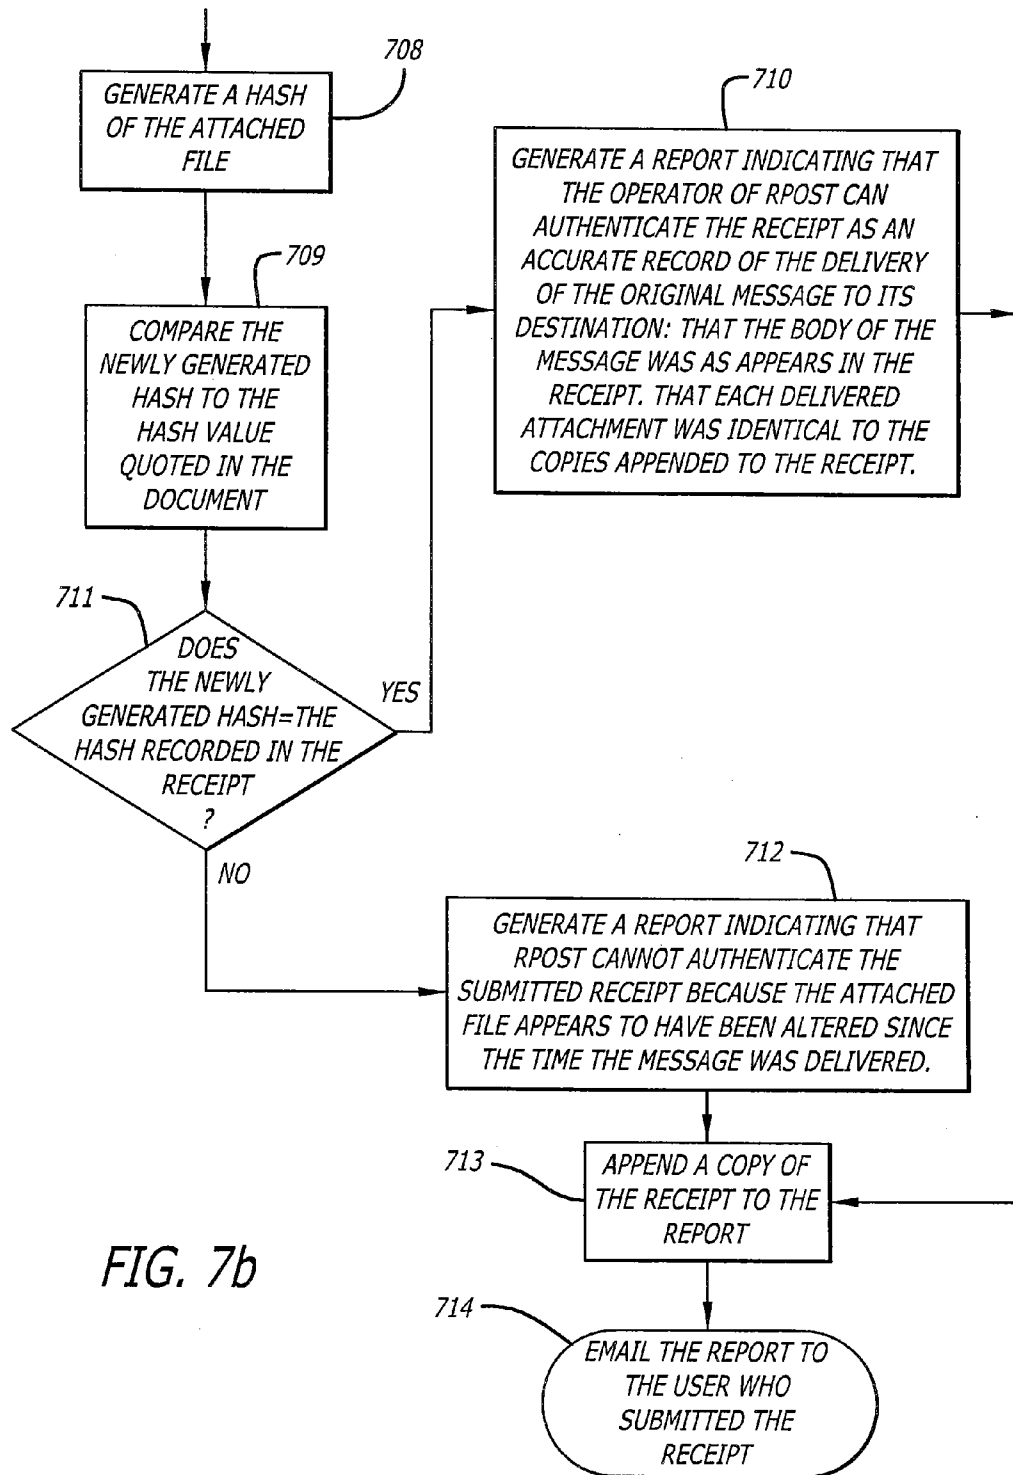 708
GENERATE A HASH
OF THE ATTACHED
FILE
709
COMPARE THE
NEWLY GENERATED
HASH TO THE
HASH VALUE
QUOTED IN THE
DOCUMENT
710
GENERATE A REPORT INDICATING THAT
THE OPERATOR OF RPOST CAN
AUTHENTICATE THE RECEIPT AS AN
ACCURATE RECORD OF THE DELIVERY
OF THE ORIGINAL MESSAGE TO ITS
DESTINATION: THAT THE BODY OF THE
MESSAGE WAS AS APPEARS IN THE
RECEIPT. THAT EACH DELIVERED
ATTACHMENT WAS IDENTICAL TO THE
COPIES APPENDED TO THE RECEIPT.
711
DOES
THE NEWLY
GENERATED HASH=THE
HASH RECORDED IN THE
RECEIPT
?
YES
NO
712
GENERATE A REPORT INDICATING THAT
RPOST CANNOT AUTHENTICATE THE
SUBMITTED RECEIPT BECAUSE THE ATTACHED
FILE APPEARS TO HAVE BEEN ALTERED SINCE
THE TIME THE MESSAGE WAS DELIVERED.
713
APPEND A COPY OF
THE RECEIPT TO THE
REPORT
FIG. 7b
714
EMAIL THE REPORT TO
THE USER WHO
SUBMITTED THE
RECEIPT